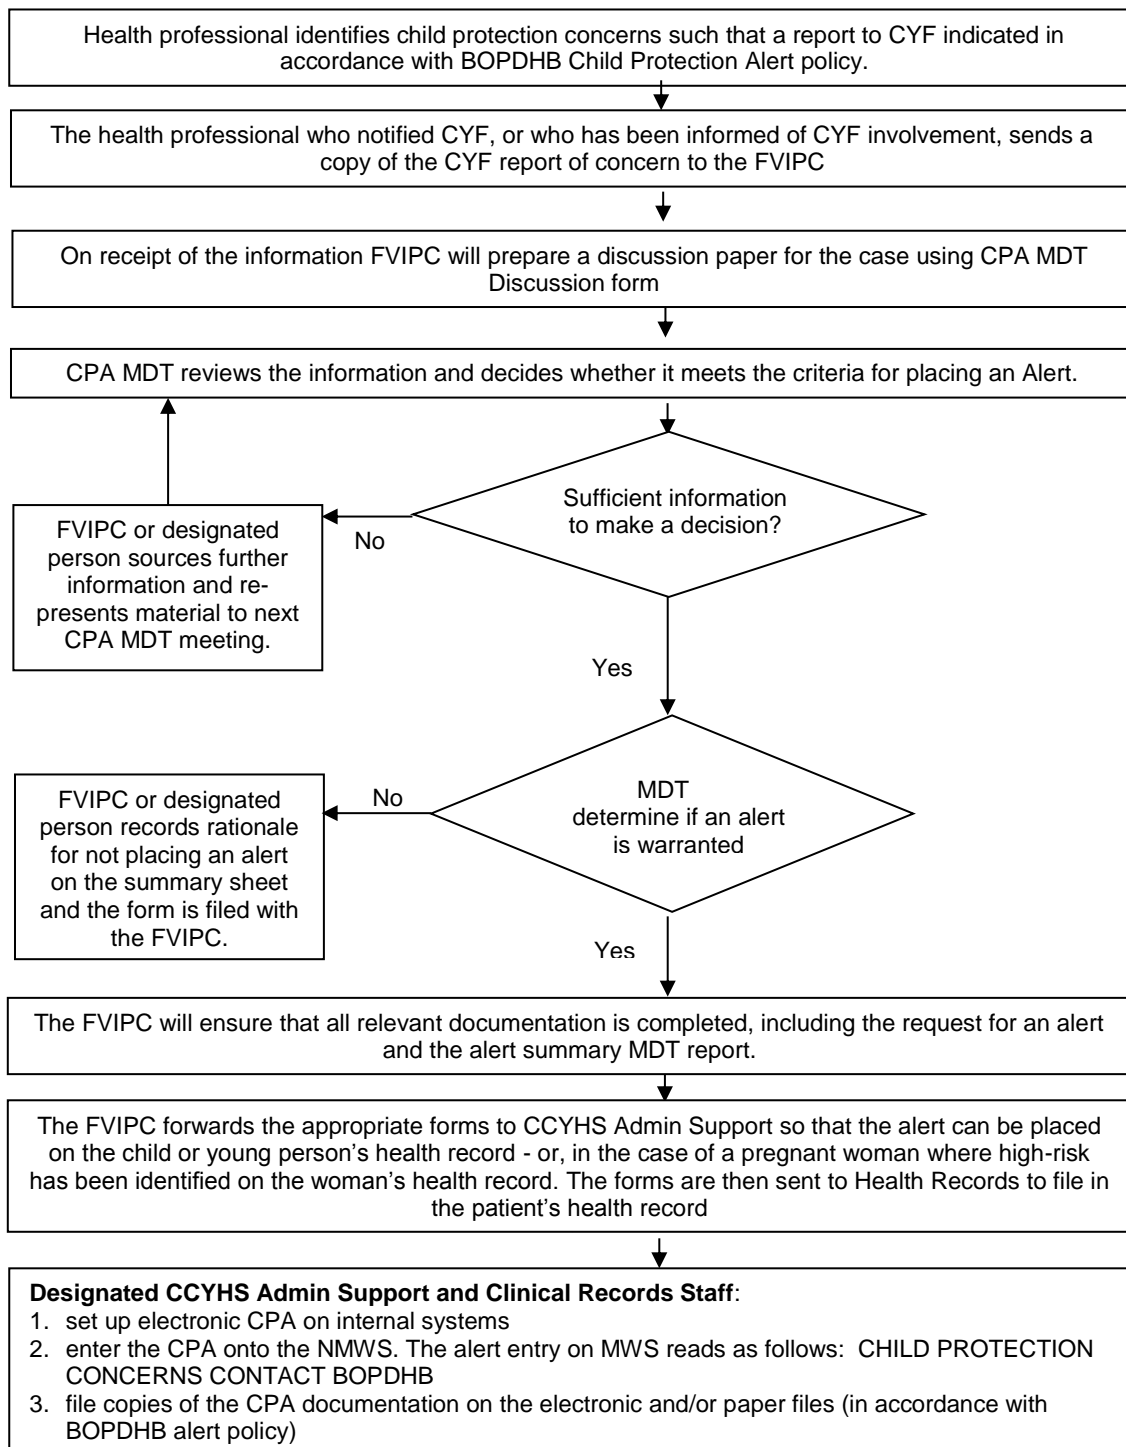 Health professional identifies child protection concerns such that a report to CYF indicated in
accordance with BOPDHB Child Protection Alert policy.
The health professional who notified CYF, or who has been informed of CYF involvement, sends a
copy of the CYF report of concern to the FVIPC
On receipt of the information FVIPC will prepare a discussion paper for the case using CPA MDT
Discussion form
CPA MDT reviews the information and decides whether it meets the criteria for placing an Alert.
Sufficient information
to make a decision?
No
FVIPC or designated
person sources further
information and re-
presents material to next
CPA MDT meeting.
Yes
MDT
determine if an alert
is warranted
No
FVIPC or designated
person records rationale
for not placing an alert
on the summary sheet
and the form is filed with
the FVIPC.
Yes
The FVIPC will ensure that all relevant documentation is completed, including the request for an alert
and the alert summary MDT report.
The FVIPC forwards the appropriate forms to CCYHS Admin Support so that the alert can be placed
on the child or young person's health record - or, in the case of a pregnant woman where high-risk
has been identified on the woman's health record. The forms are then sent to Health Records to file in
the patient's health record
Designated CCYHS Admin Support and Clinical Records Staff:
1. set up electronic CPA on internal systems
2. enter the CPA onto the NMWS. The alert entry on MWS reads as follows: CHILD PROTECTION
CONCERNS CONTACT BOPDHB
3. file copies of the CPA documentation on the electronic and/or paper files (in accordance with
BOPDHB alert policy)